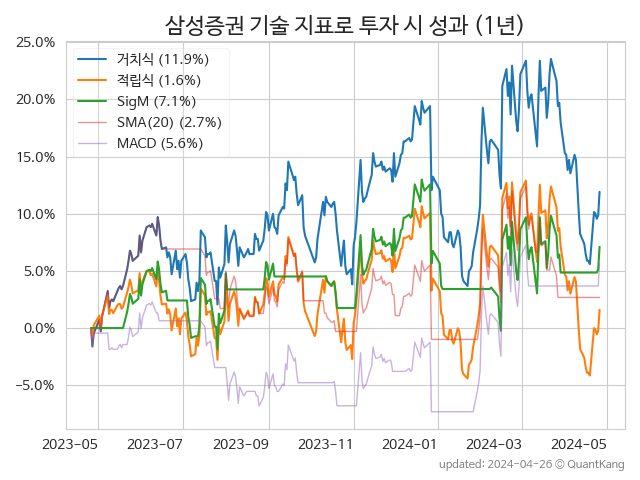 삼성증권 기술 지표로 투자 시 성과 (1년)
25.0%
20.0%
15.0%
10.0%
5.0%
0.0%
−5.0%
거치식 (11.9%)
적립식 (1.6%)
SigM (7.1%)
SMA(20) (2.7%)
MACD (5.6%)
2023-05 2023-07 2023-09 2023-11 2024-01 2024-03 2024-05
updated: 2024-04-26 © QuantKang